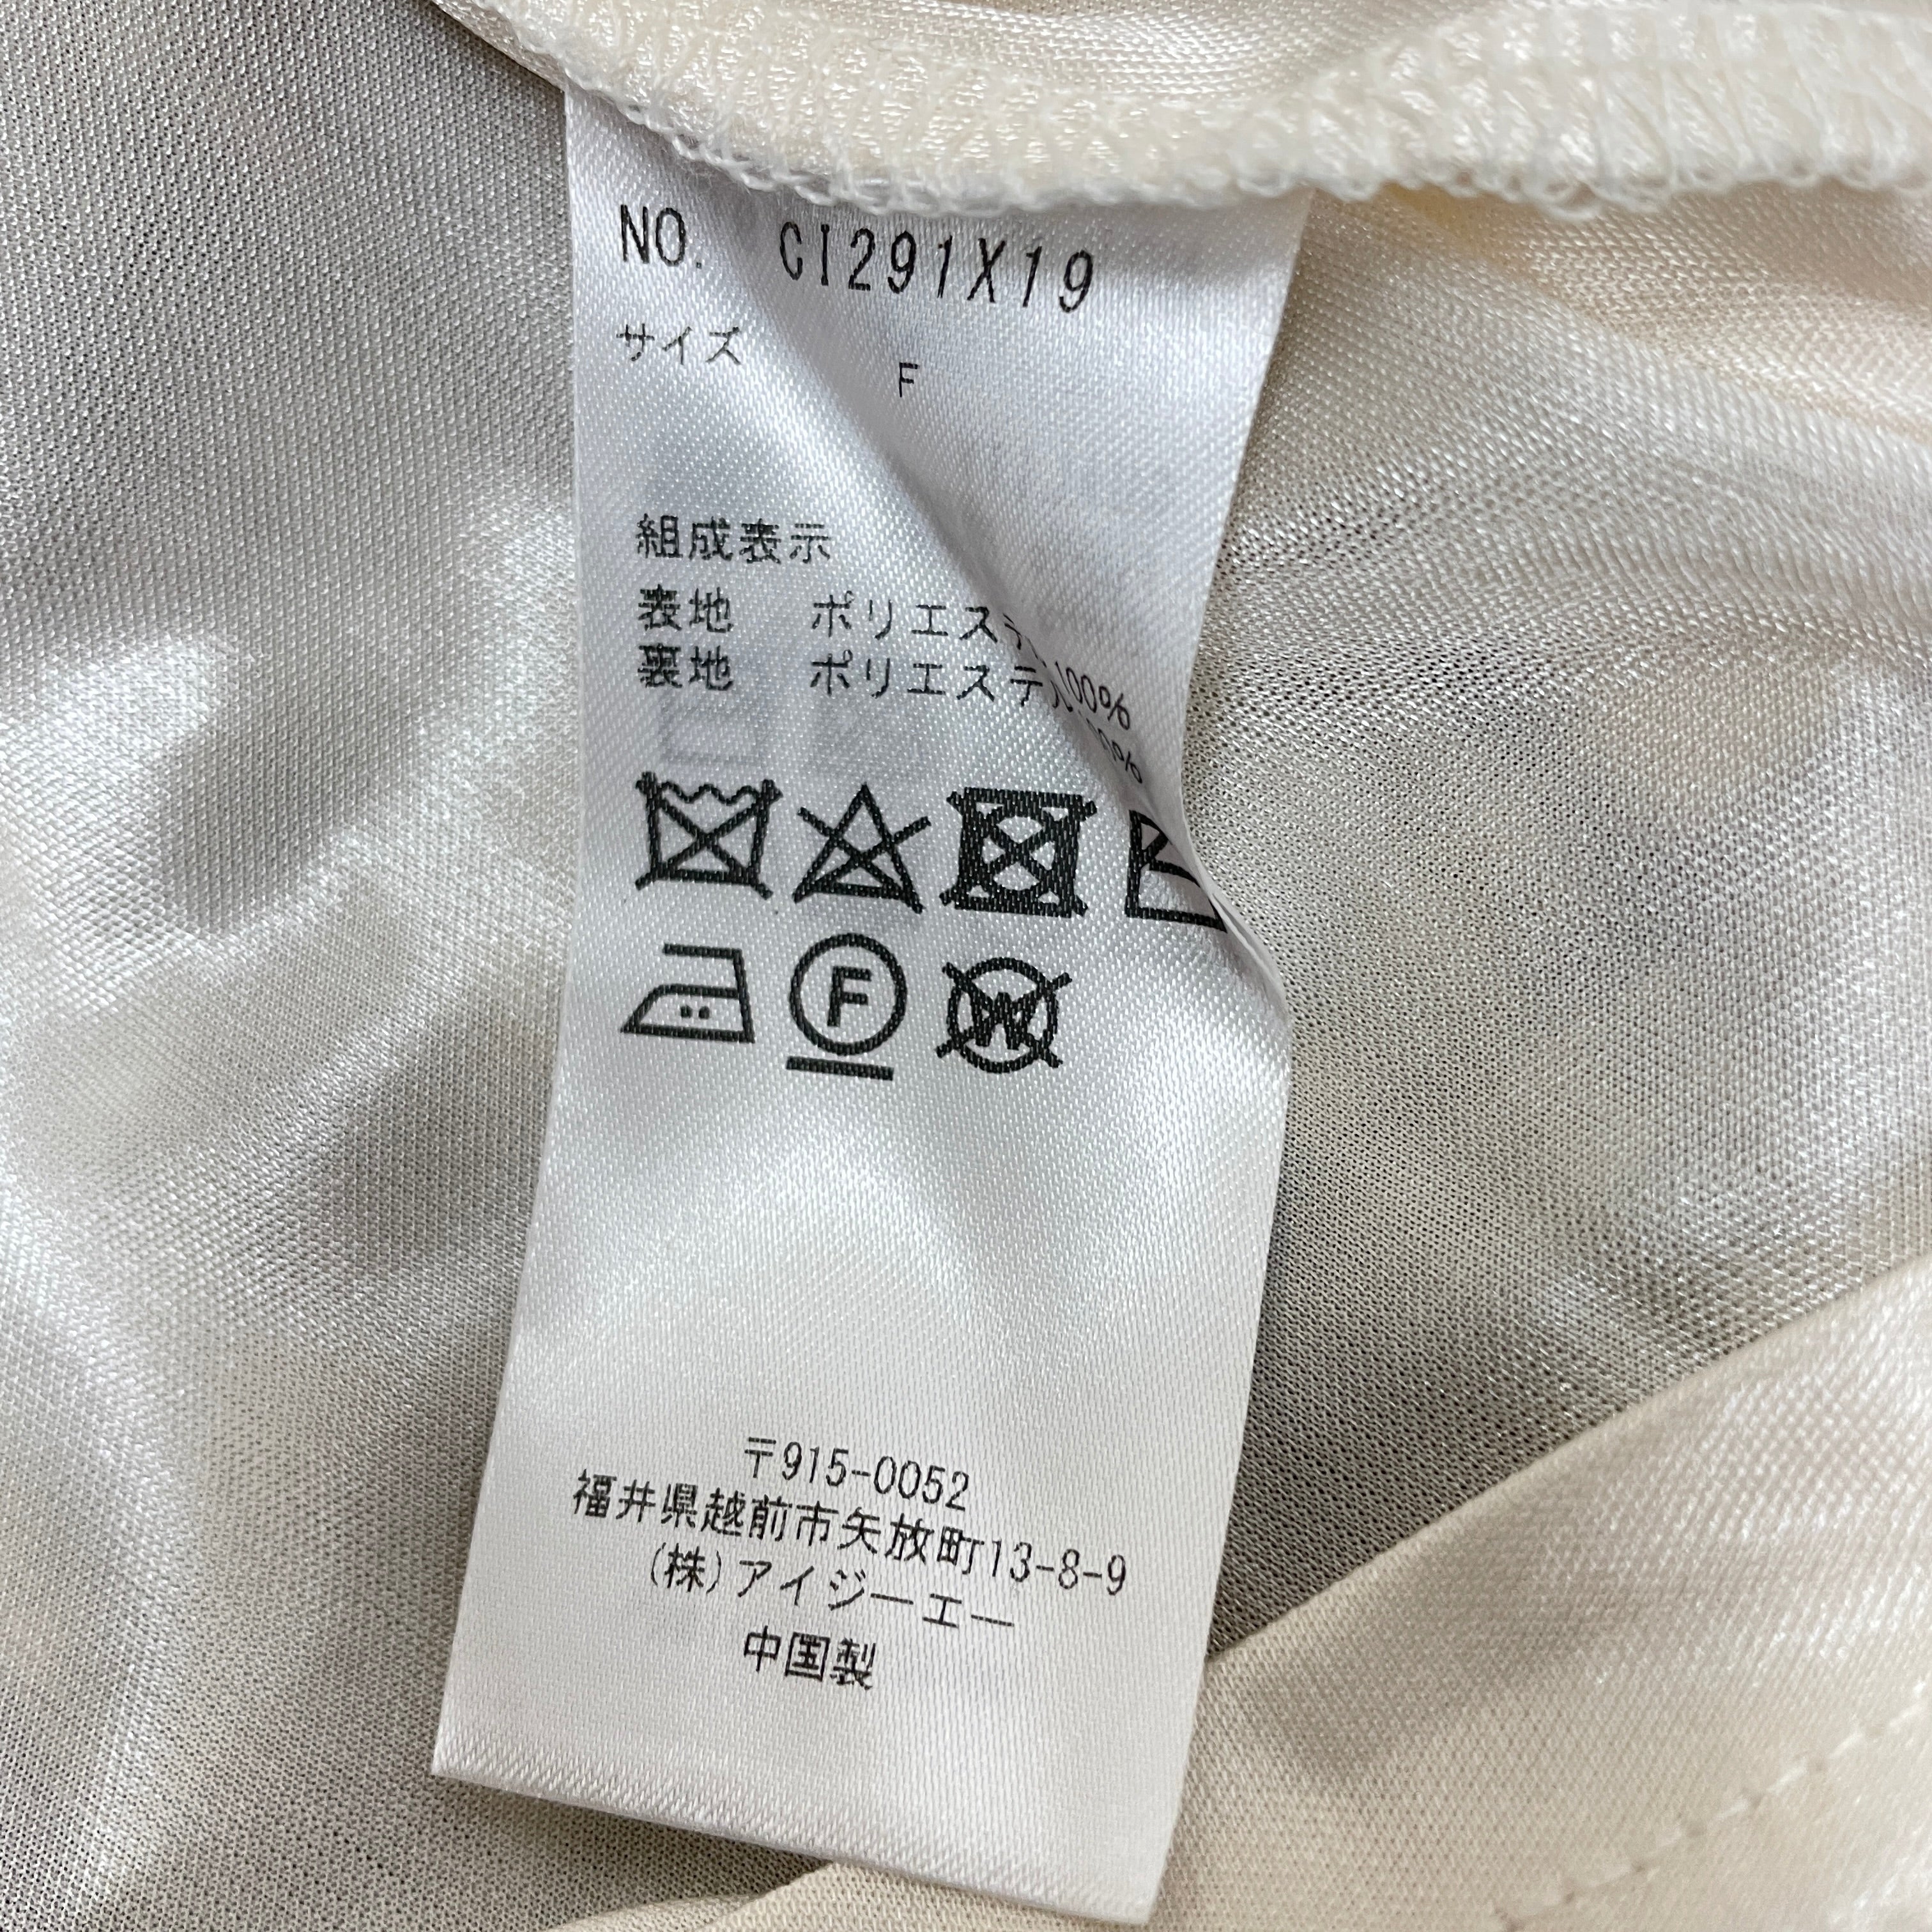 NO. CI291X19
サイズ F
組成表示
表地 ポリエステル 100%
裏地 ポリエステル
F
W
〒915-0052
福井県越前市矢放町13-8-9
(株)アイジーエー
中国製